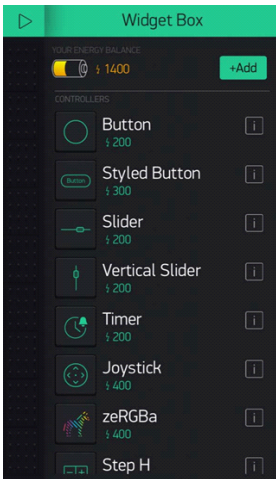 Widget Box
YOUR ENERGY BALANCE
1400
+Add
CONTROLLERS
Button
200
i
Button
Styled Button
300
i
Slider
200
i
Vertical Slider
200
i
Timer
200
i
Joystick
400
i
zeRGBa
400
i
Step H
i